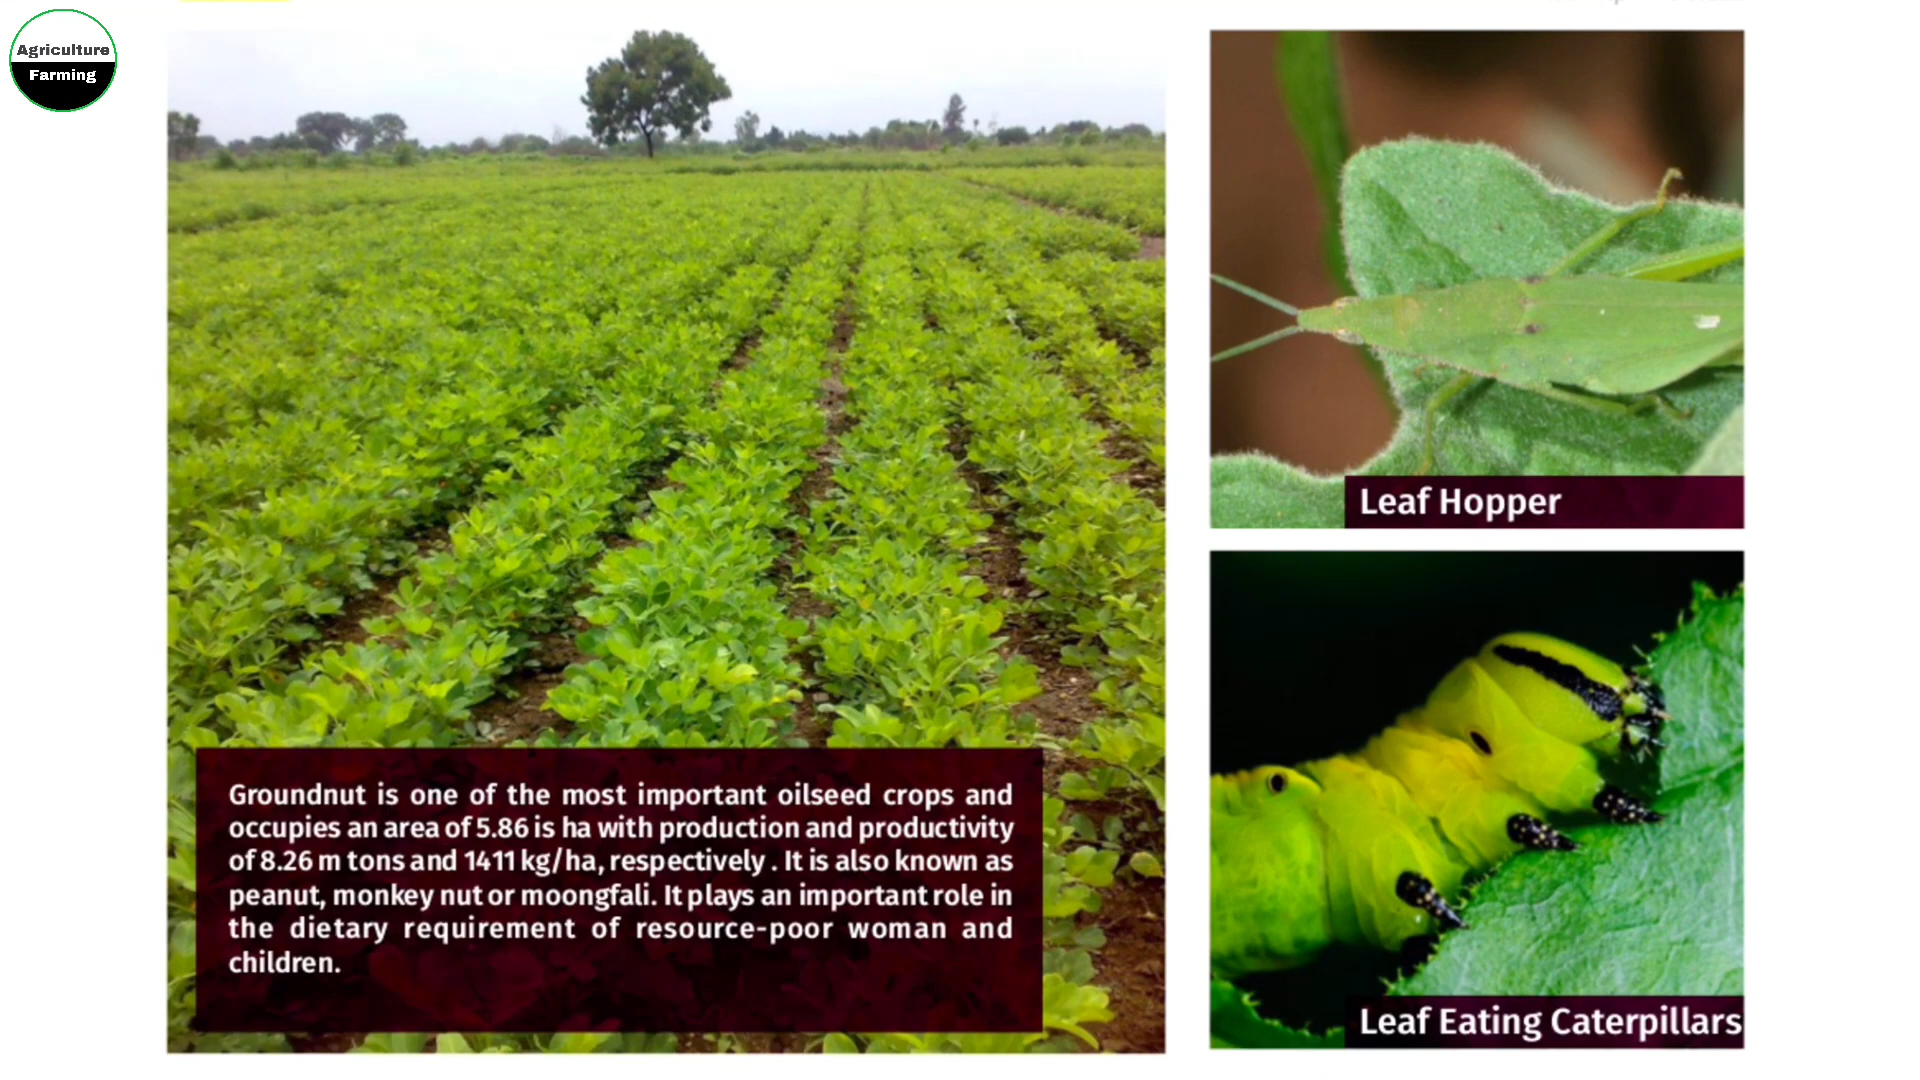 Agriculture
Farming
Leaf Hopper
Groundnut is one of the most important oilseed crops and
occupies an area of 5.86 is ha with production and productivity
of 8.26 m tons and 1411 kg/ha, respectively . It is also known as
peanut, monkey nut or moongfali. It plays an important role in
the dietary requirement of resource-poor woman and
children.
Leaf Eating Caterpillars